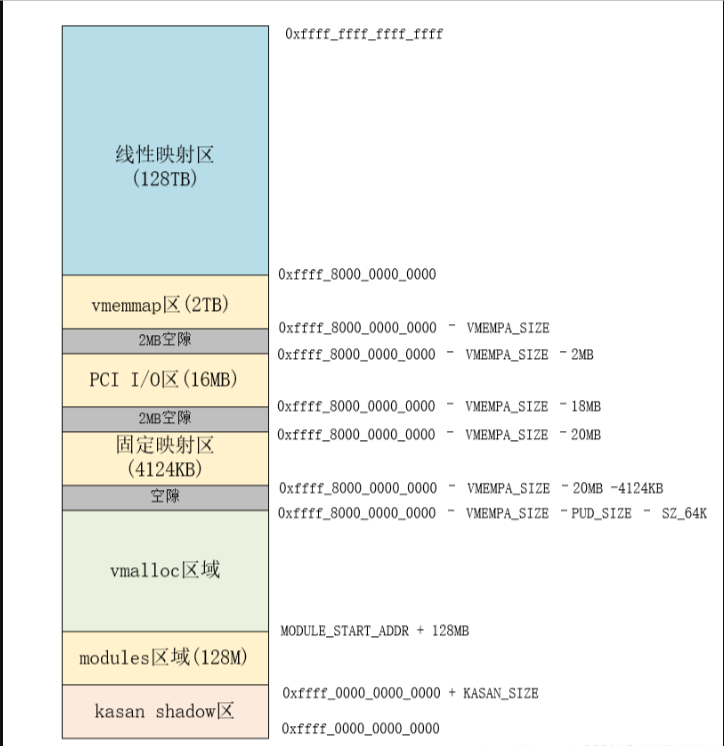 0xffff_ffff_ffff_ffff
线性映射区
(128TB)
0xffff_8000_0000_0000
vmemmap区(2TB)
0xffff_8000_0000_0000 - VMEMPA_SIZE
2MB空隙
0xffff_8000_0000_0000 - VMEMPA_SIZE -2MB
PCI I/O区(16MB)
0xffff_8000_0000_0000 - VMEMPA_SIZE -18MB
2MB空隙
0xffff_8000_0000_0000 - VMEMPA_SIZE -20MB
固定映射区
(4124KB)
0xffff_8000_0000_0000 - VMEMPA_SIZE -20MB -4124KB
空隙
0xffff_8000_0000_0000 - VMEMPA_SIZE -PUD_SIZE - SZ_64K
vmalloc区域
MODULE_START_ADDR + 128MB
modules区域(128M)
0xffff_0000_0000_0000 + KASAN_SIZE
kasan shadow区
0xffff_0000_0000_0000